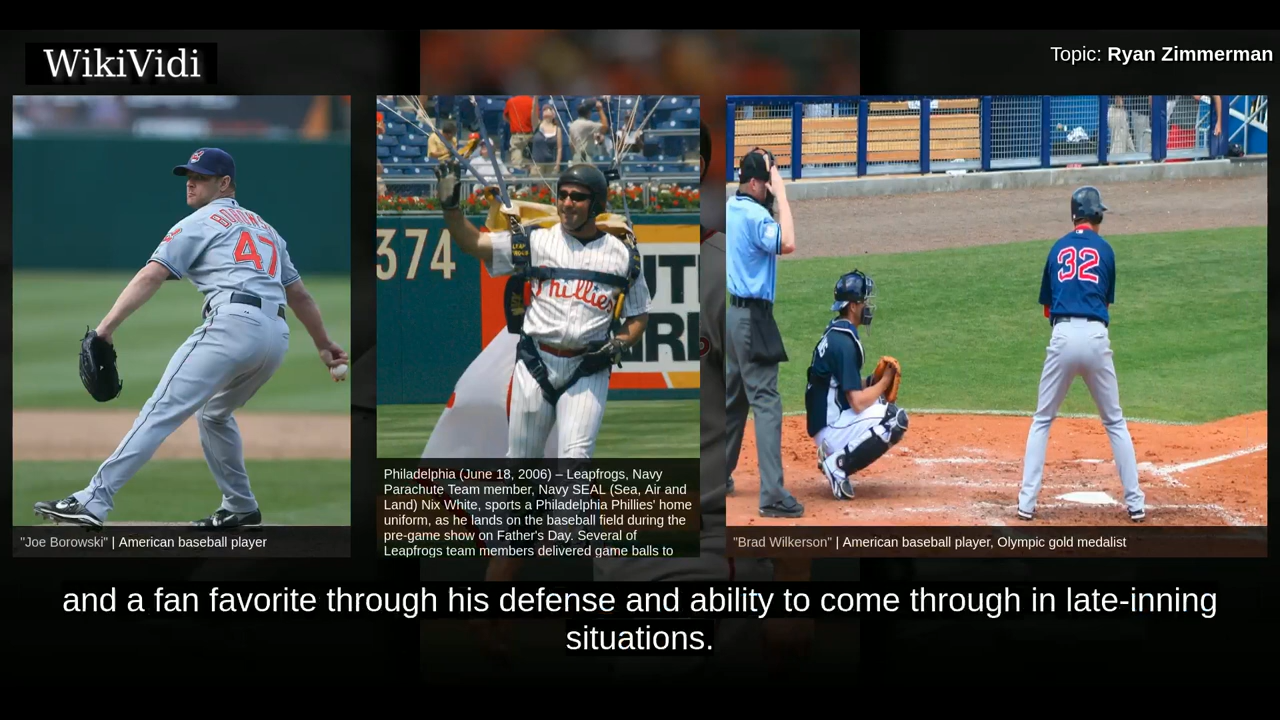 WikiVidi
Topic: Ryan Zimmerman
47
374
Phillies
32
Philadelphia (June 18, 2006) – Leapfrogs, Navy
Parachute Team member, Navy SEAL (Sea, Air and
Land) Nix White, sports a Philadelphia Phillies' home
uniform, as he lands on the baseball field during the
pre-game show on Father's Day. Several of
Leapfrogs team members delivered game balls to
"Joe Borowski" | American baseball player
"Brad Wilkerson" | American baseball player, Olympic gold medalist
and a fan favorite through his defense and ability to come through in late-inning
situations.